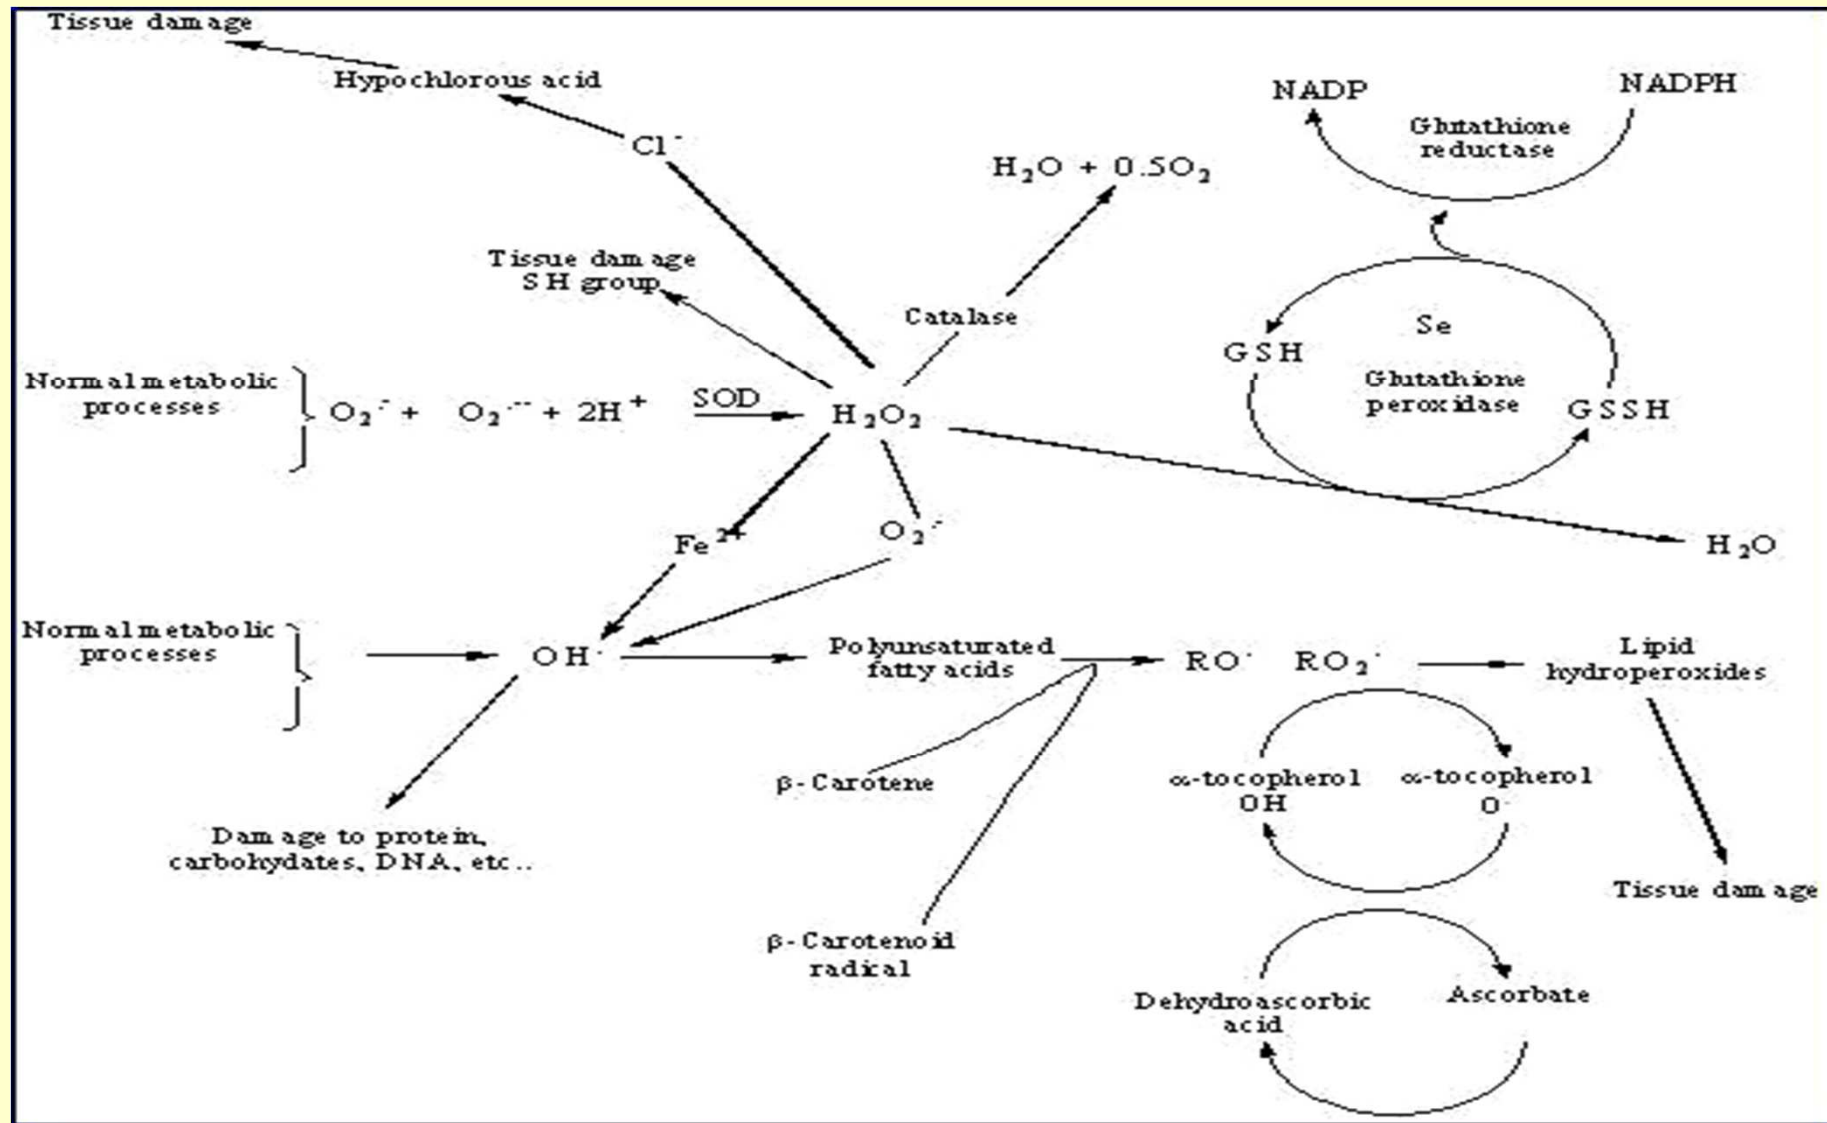 Tissue damage
Hypochlorous acid
Cl⁻
NADP
NADPH
Glutathione
reductase
H₂O + 0.5O₂
Tissue damage
SH group
Catalase
Se
GSH
Glutathione
peroxidase
GSSH
Normal metabolic
processes
O₂·⁻ + O₂·⁻ + 2H⁺
SOD
H₂O₂
Fe²⁺
O₂·⁻
H₂O
Normal metabolic
processes
OH·
Polyunsaturated
fatty acids
RO· RO₂·
Lipid
hydroperoxides
β-Carotene
α-tocopherol
OH
α-tocopherol
O
Damage to protein,
carbohydates, DNA, etc..
Tissue damage
β-Carotenoid
radical
Dehydroascorbic
acid
Ascorbate